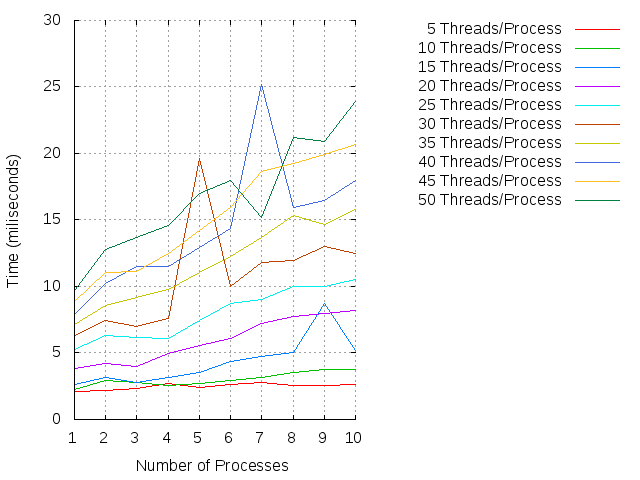 30
25
20
15
10
5
0
1 2 3 4 5 6 7 8 9 10
Time (miliseconds)
Number of Processes
5 Threads/Process
10 Threads/Process
15 Threads/Process
20 Threads/Process
25 Threads/Process
30 Threads/Process
35 Threads/Process
40 Threads/Process
45 Threads/Process
50 Threads/Process